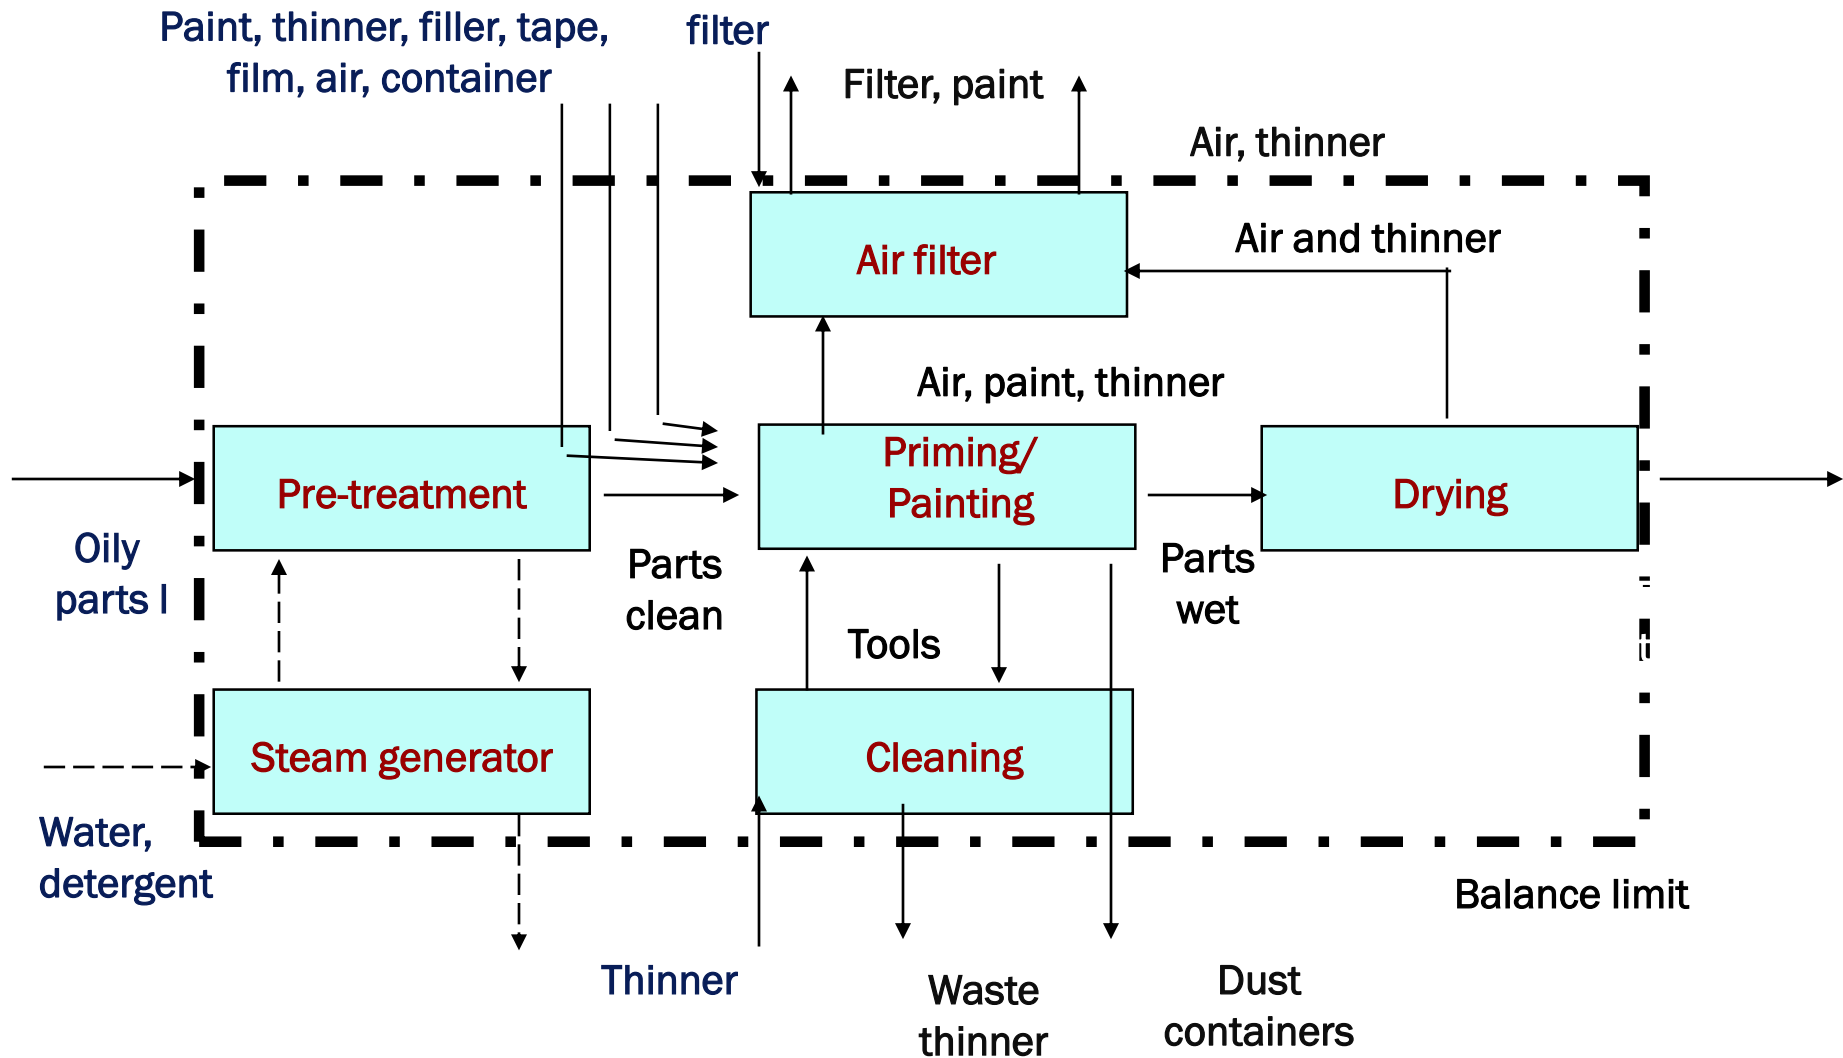 Paint, thinner, filler, tape,
film, air, container
filter
Filter, paint
Air, thinner
Air filter
Air and thinner
Air, paint, thinner
Pre-treatment
Priming/
Painting
Drying
Oily
parts I
Parts
clean
Parts
wet
Tools
Steam generator
Cleaning
Water,
detergent
Balance limit
Thinner
Waste
thinner
Dust
containers